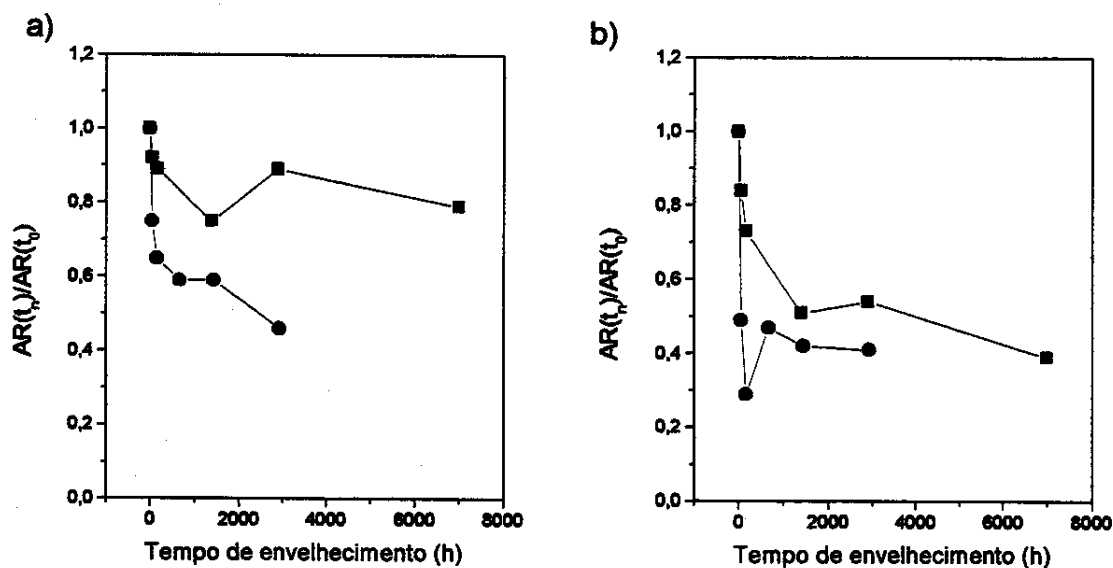 a)
1,2
1,0
0,8
0,6
0,4
0,2
0,0
AR(tₙ)/AR(t₀)
0 2000 4000 6000 8000
Tempo de envelhecimento (h)
b)
1,2
1,0
0,8
0,6
0,4
0,2
0,0
AR(tₙ)/AR(t₀)
0 2000 4000 6000 8000
Tempo de envelhecimento (h)